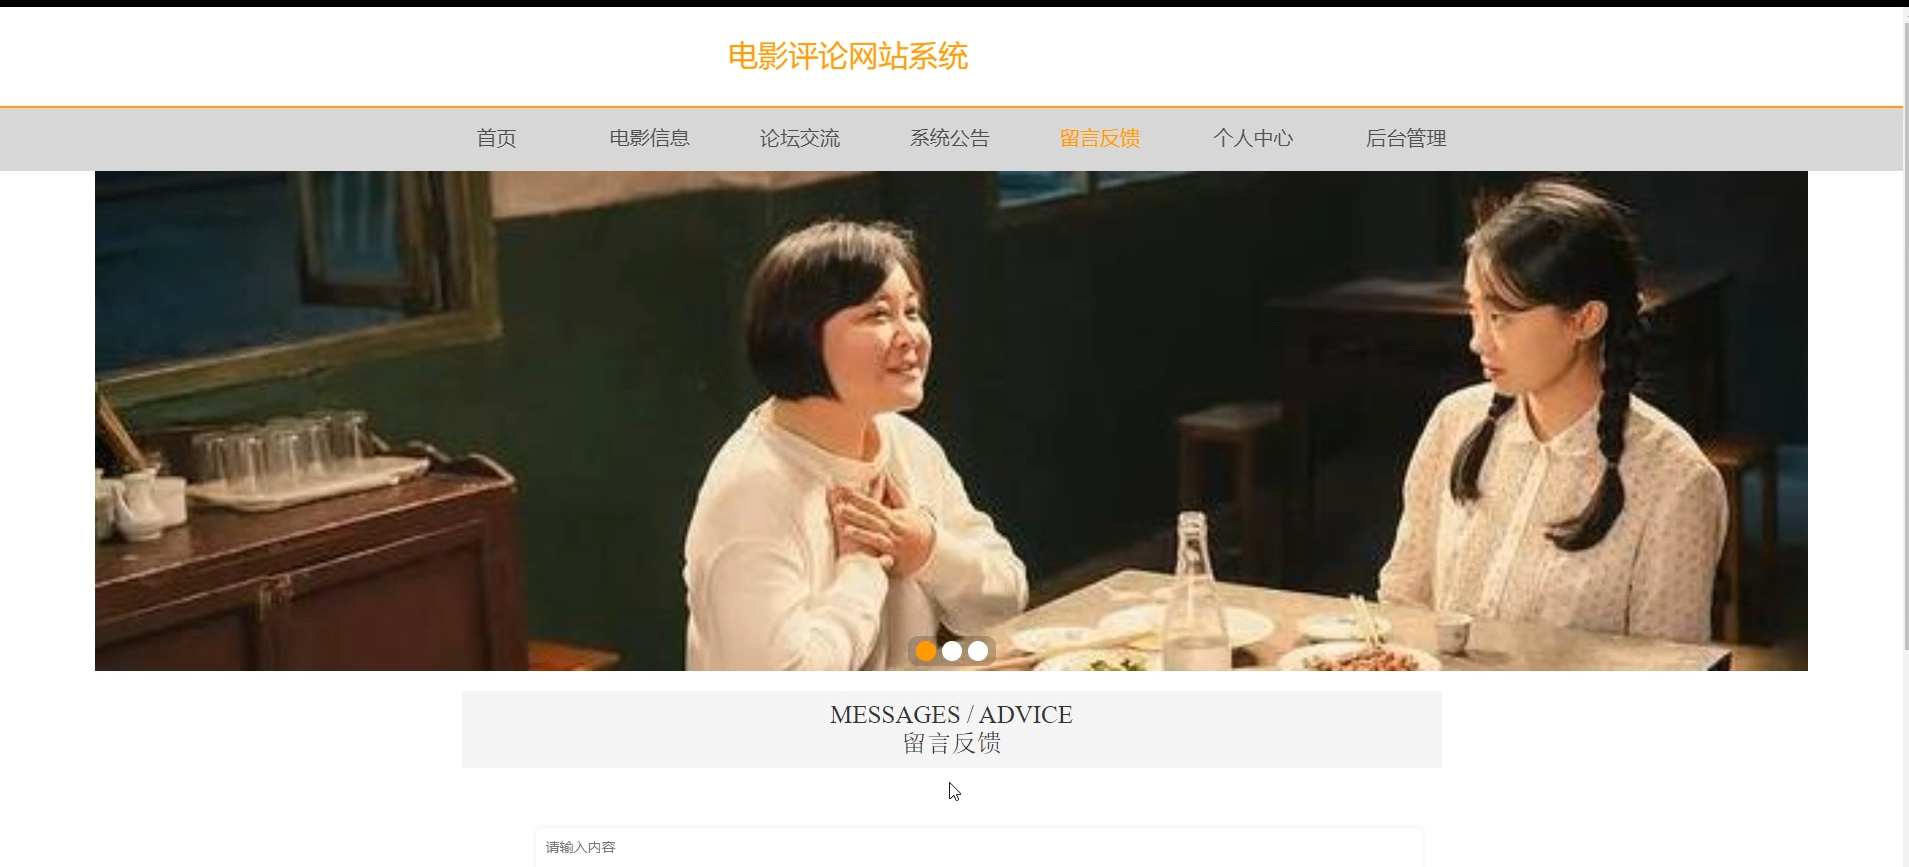 电影评论网站系统
首页 电影信息 论坛交流 系统公告 留言反馈 个人中心 后台管理
MESSAGES / ADVICE
留言反馈
请输入内容